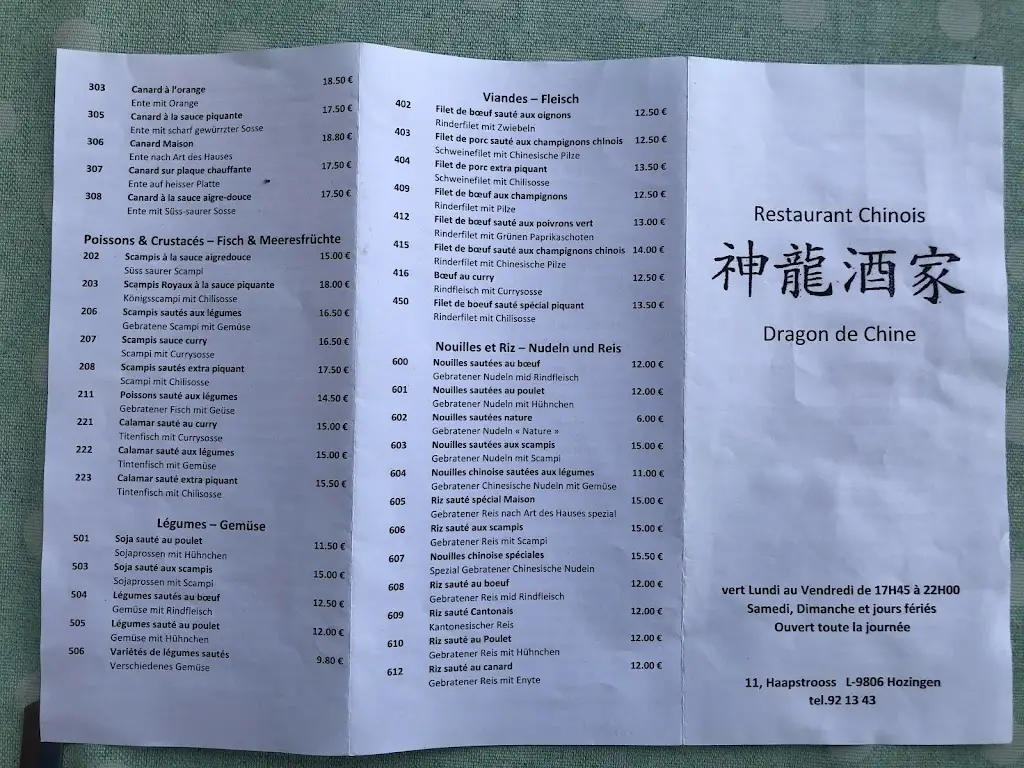 303 Canard à l'orange 18.50 €
Ente mit Orange
305 Canard à la sauce piquante 17.50 €
Ente mit scharf gewürzter Sosse
306 Canard Maison 18.80 €
Ente nach Art des Hauses
307 Canard sur plaque chauffante 17.50 €
Ente auf heisser Platte
308 Canard à la sauce aigre-douce 17.50 €
Ente mit Süss-saurer Sosse
Poissons & Crustacés – Fisch & Meeresfrüchte
202 Scampis à la sauce aigredouce 15.00 €
Süss saurer Scampi
203 Scampis Royaux à la sauce piquante 18.00 €
Königsscampi mit Chilisosse
206 Scampis sautés aux légumes 16.50 €
Gebratene Scampi mit Gemüse
207 Scampis sauce curry 16.50 €
Scampi mit Currysosse
208 Scampis sautés extra piquant 17.50 €
Scampi mit Chilisosse
211 Poissons sauté aux légumes 14.50 €
Gebratener Fisch mit Geüse
221 Calamar sauté au curry 15.00 €
Titenfisch mit Currysosse
222 Calamar sauté aux légumes 15.00 €
Tintenfisch mit Gemüse
223 Calamar sauté extra piquant 15.50 €
Tintenfisch mit Chilisosse
Légumes – Gemüse
501 Soja sauté au poulet 11.50 €
Sojaprossen mit Hühnchen
503 Soja sauté aux scampis 15.00 €
Sojaprossen mit Scampi
504 Légumes sautés au bœuf 12.50 €
Gemüse mit Rindfleisch
505 Légumes sauté au poulet 12.00 €
Gemüse mit Hühnchen
506 Variétés de légumes sautés 9.80 €
Verschiedenes Gemüse
Viandes – Fleisch
402 Filet de bœuf sauté aux oignons 12.50 €
Rinderfilet mit Zwiebeln
403 Filet de porc sauté aux champignons chinois 12.50 €
Schweinefilet mit Chinesische Pilze
404 Filet de porc extra piquant 13.50 €
Schweinefilet mit Chilisosse
409 Filet de bœuf aux champignons 12.50 €
Rinderfilet mit Pilze
412 Filet de bœuf sauté aux poivrons vert 13.00 €
Rinderfilet mit Grünen Paprikaschoten
415 Filet de bœuf sauté aux champignons chinois 14.00 €
Rinderfilet mit Chinesische Pilze
416 Bœuf au curry 12.50 €
Rindfleisch mit Currysosse
450 Filet de boeuf sauté spécial piquant 13.50 €
Rinderfilet mit Chilisosse
Nouilles et Riz – Nudeln und Reis
600 Nouilles sautées au bœuf 12.00 €
Gebratener Nudeln mid Rindfleisch
601 Nouilles sautées au poulet 12.00 €
Gebratener Nudeln mit Hühnchen
602 Nouilles sautées nature 6.00 €
Gebratener Nudeln « Nature »
603 Nouilles sautées aux scampis 15.00 €
Gebratener Nudeln mit Scampi
604 Nouilles chinoise sautées aux légumes 11.00 €
Gebratener Chinesische Nudeln mit Gemüse
605 Riz sauté spécial Maison 15.00 €
Gebratener Reis nach Art des Hauses spezial
606 Riz sauté aux scampis 15.00 €
Gebratener Reis mit Scampi
607 Nouilles chinoise spéciales 15.50 €
Spezial Gebratener Chinesische Nudeln
608 Riz sauté au boeuf 12.00 €
Gebratener Reis mid Rindfleisch
609 Riz sauté Cantonais 12.00 €
Kantonesischer Reis
610 Riz sauté au Poulet 12.00 €
Gebratener Reis mit Hühnchen
612 Riz sauté au canard 12.00 €
Gebratener Reis mit Enyte
Restaurant Chinois
神龍酒家
Dragon de Chine
vert Lundi au Vendredi de 17H45 à 22H00
Samedi, Dimanche et jours fériés
Ouvert toute la journée
11, Haapstrooss L-9806 Hozingen
tel.92 13 43